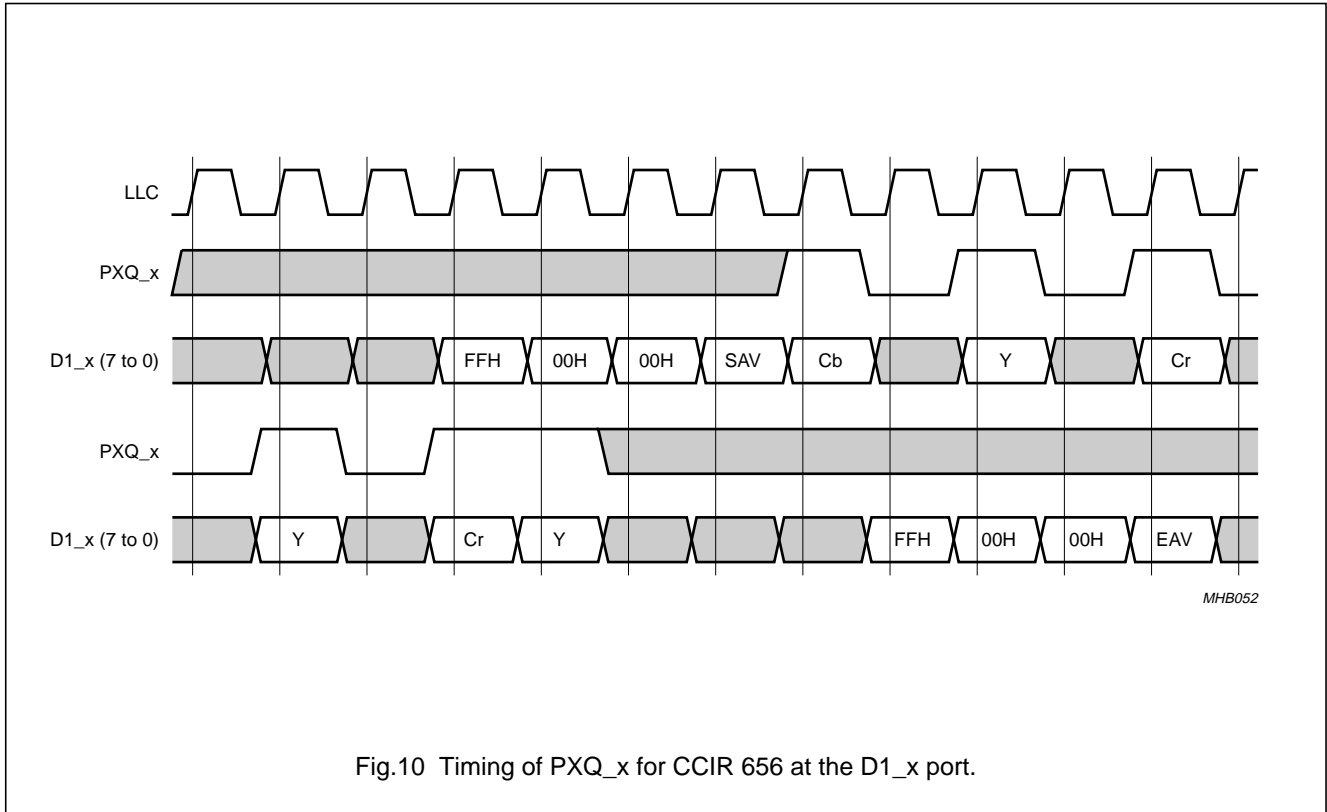 LLC
PXQ_x
D1_x (7 to 0) FFH 00H 00H SAV Cb Y Cr
PXQ_x
D1_x (7 to 0) Y Cr Y FFH 00H 00H EAV
MHB052
Fig.10 Timing of PXQ_x for CCIR 656 at the D1_x port.